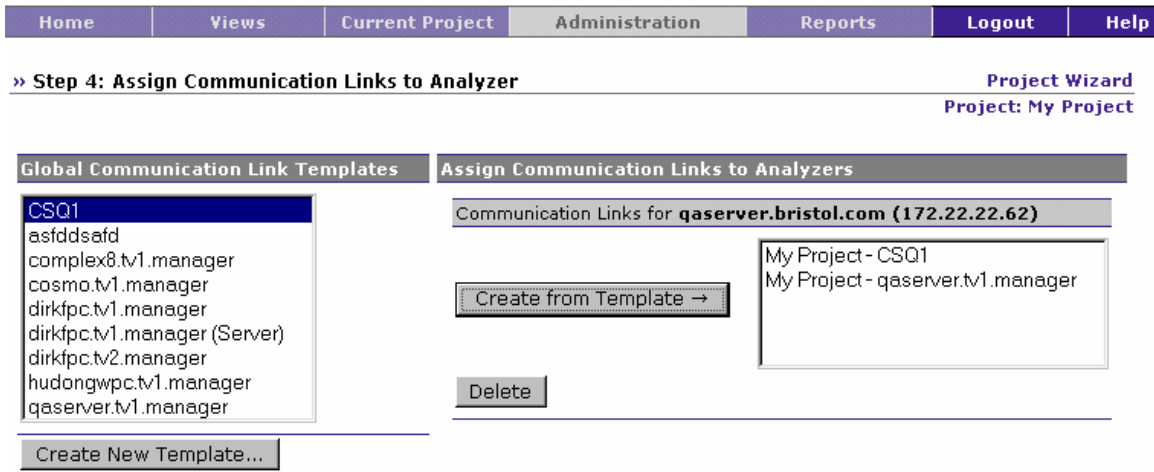 Home Views Current Project Administration Reports Logout Help
» Step 4: Assign Communication Links to Analyzer
Project Wizard
Project: My Project
Global Communication Link Templates
CSQ1
asfddsafd
complex8.tv1.manager
cosmo.tv1.manager
dirkfpc.tv1.manager
dirkfpc.tv1.manager (Server)
dirkfpc.tv2.manager
hudongwpc.tv1.manager
qaserver.tv1.manager
Create New Template...
Assign Communication Links to Analyzers
Communication Links for qaserver.bristol.com (172.22.22.62)
Create from Template →
My Project - CSQ1
My Project - qaserver.tv1.manager
Delete